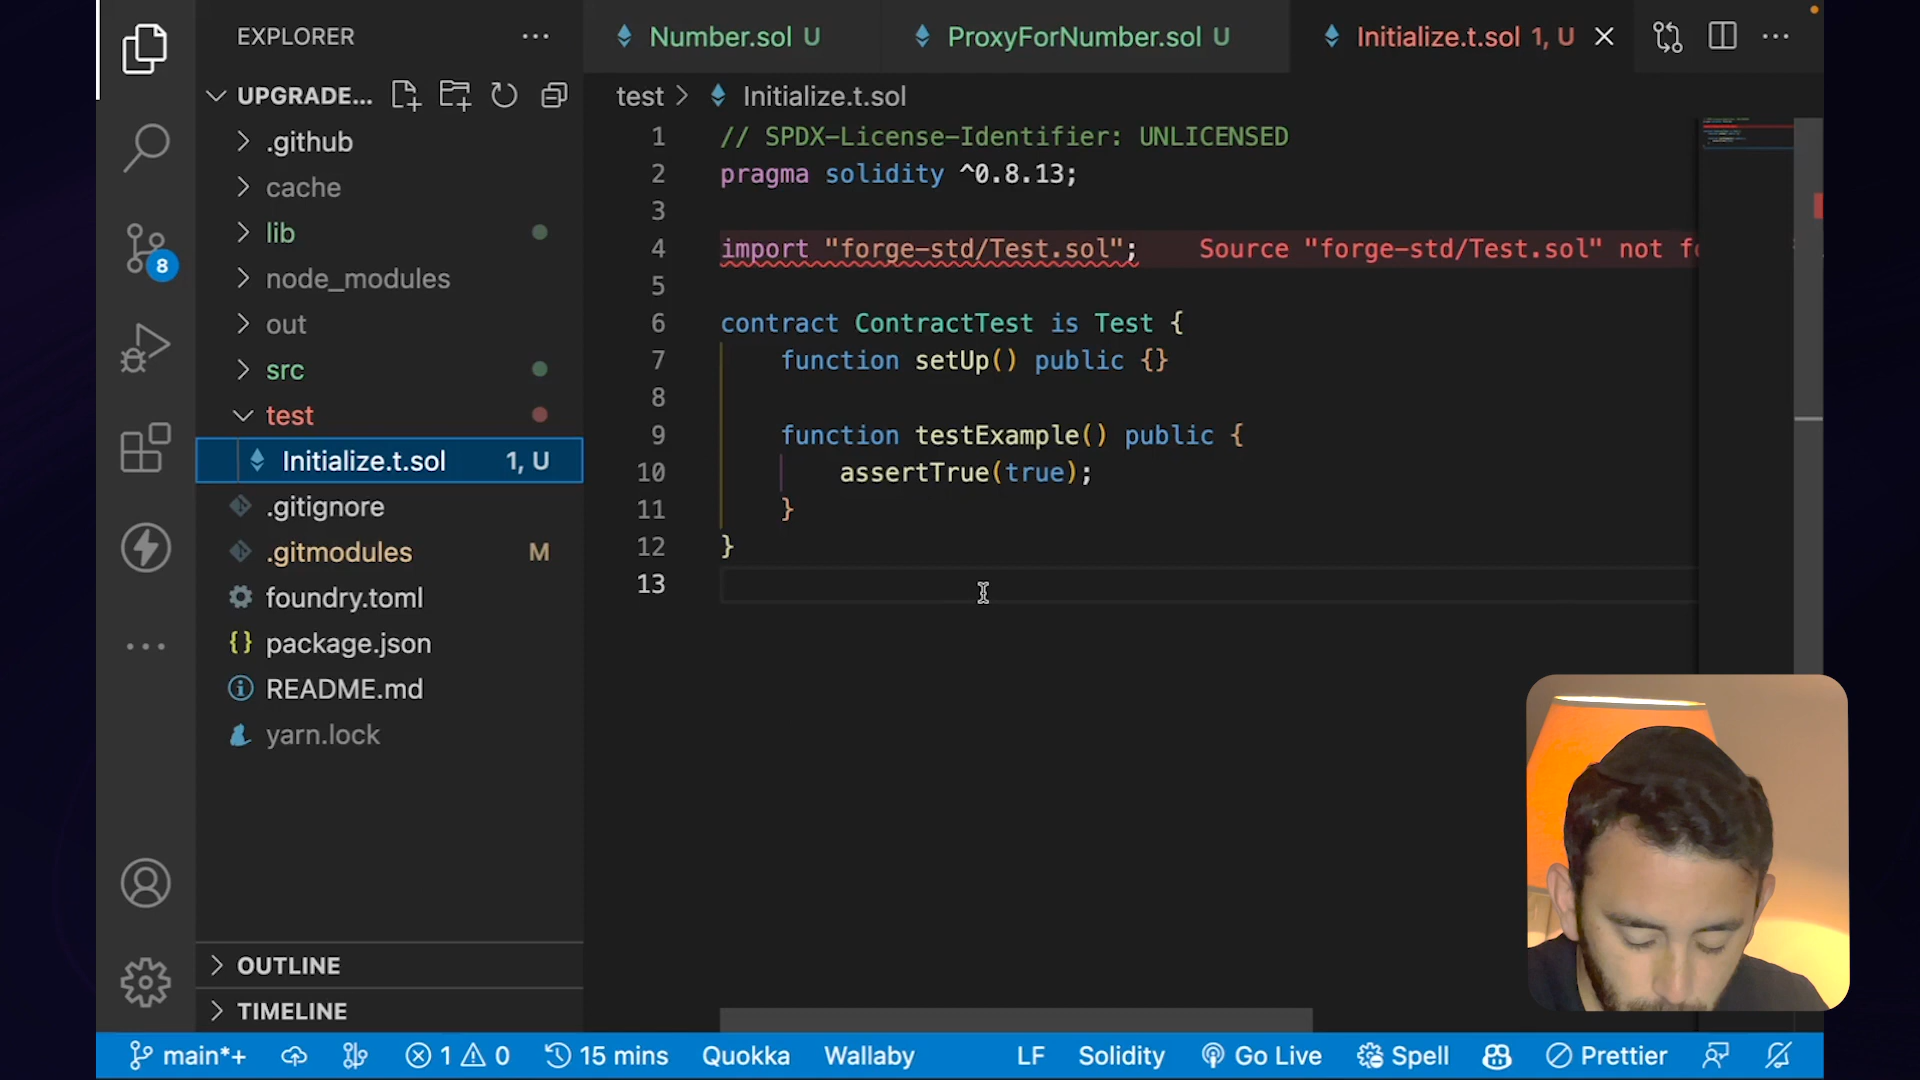 EXPLORER
UPGRADE...
.github
cache
lib
node_modules
out
src
test
Initialize.t.sol 1, U
.gitignore
.gitmodules M
foundry.toml
package.json
README.md
yarn.lock
OUTLINE
TIMELINE
8
Number.sol U
ProxyForNumber.sol U
Initialize.t.sol 1, U
test > Initialize.t.sol
1 // SPDX-License-Identifier: UNLICENSED
2 pragma solidity ^0.8.13;
3
4 import "forge-std/Test.sol"; Source "forge-std/Test.sol" not
5
6 contract ContractTest is Test {
7 function setUp() public {}
8
9 function testExample() public {
10 assertTrue(true);
11 }
12 }
13
main*+ 1 0 15 mins Quokka Wallaby LF Solidity Go Live Spell Prettier